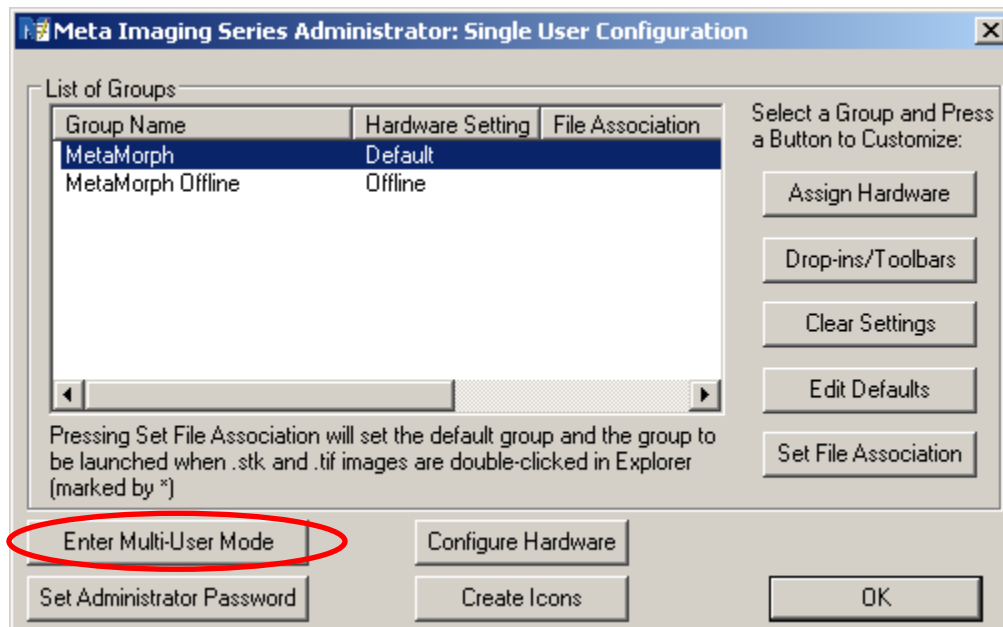 Meta Imaging Series Administrator: Single User Configuration
List of Groups
Group Name Hardware Setting File Association
MetaMorph Default
MetaMorph Offline Offline
Select a Group and Press
a Button to Customize:
Assign Hardware
Drop-ins/Toolbars
Clear Settings
Edit Defaults
Set File Association
Pressing Set File Association will set the default group and the group to
be launched when .stk and .tif images are double-clicked in Explorer
(marked by *)
Enter Multi-User Mode
Configure Hardware
Set Administrator Password
Create Icons
OK